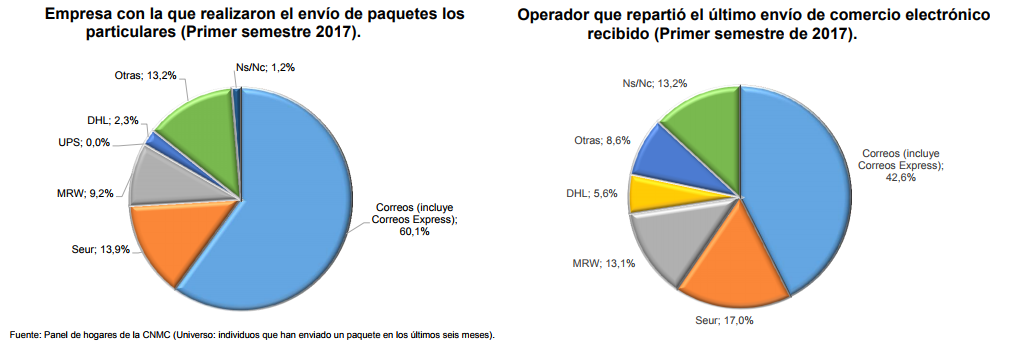 Empresa con la que realizaron el envío de paquetes los
particulares (Primer semestre 2017).
Ns/Nc; 1,2%
Otras; 13,2%
DHL; 2,3%
UPS; 0,0%
MRW; 9,2%
Correos (incluye
Correos Express);
60,1%
Seur; 13,9%
Fuente: Panel de hogares de la CNMC (Universo: individuos que han enviado un paquete en los últimos seis meses).
Operador que repartió el último envío de comercio electrónico
recibido (Primer semestre de 2017).
Ns/Nc; 13,2%
Otras; 8,6%
Correos (incluye
Correos Express);
42,6%
DHL; 5,6%
MRW; 13,1%
Seur; 17,0%